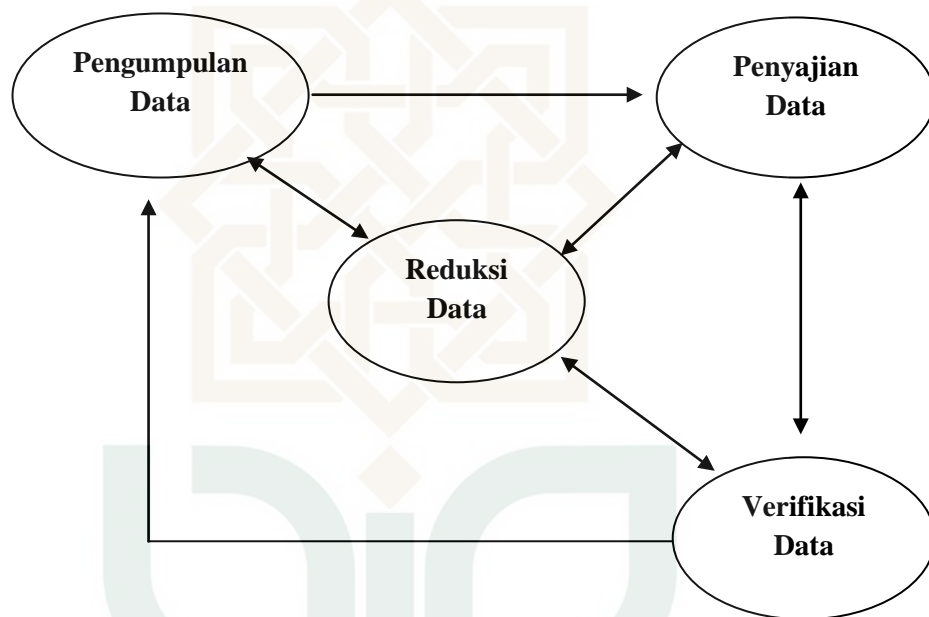 Pengumpulan
Data
Penyajian
Data
Reduksi
Data
Verifikasi
Data